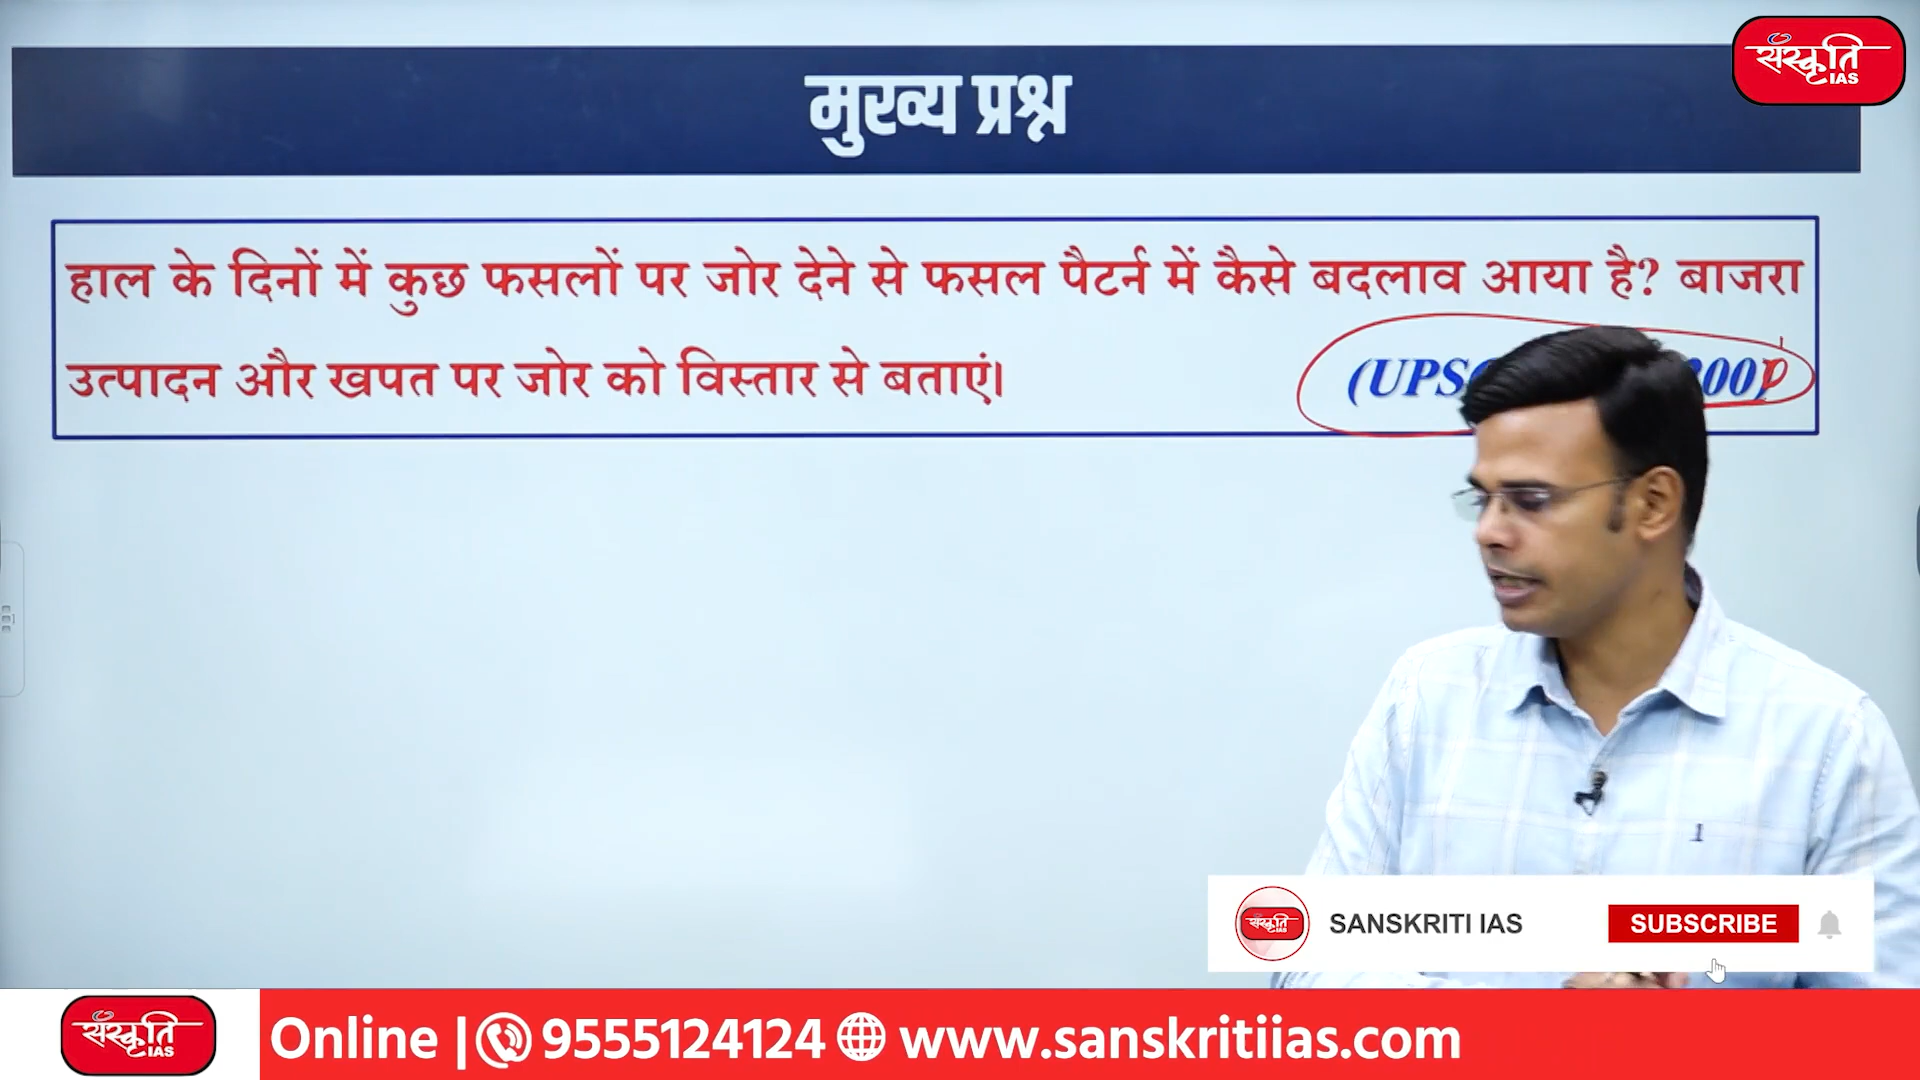 संस्कृति
IAS
मुख्य प्रश्न
हाल के दिनों में कुछ फसलों पर जोर देने से फसल पैटर्न में कैसे बदलाव आया है? बाजरा
उत्पादन और खपत पर जोर को विस्तार से बताएं।
संस्कृति
IAS
SANSKRITI IAS
SUBSCRIBE
संस्कृति
IAS
Online | 9555124124 www.sanskritiias.com